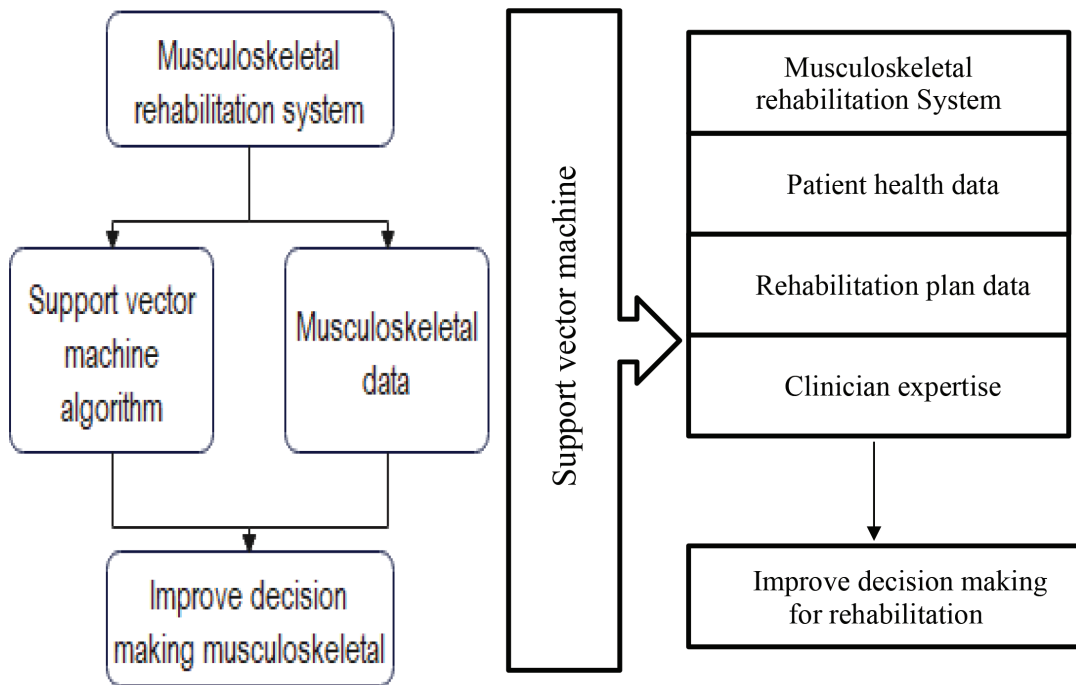 Musculoskeletal
rehabilitation system
Support vector
machine
algorithm
Musculoskeletal
data
Improve decision
making musculoskeletal
Support vector machine
Musculoskeletal
rehabilitation System
Patient health data
Rehabilitation plan data
Clinician expertise
Improve decision making
for rehabilitation